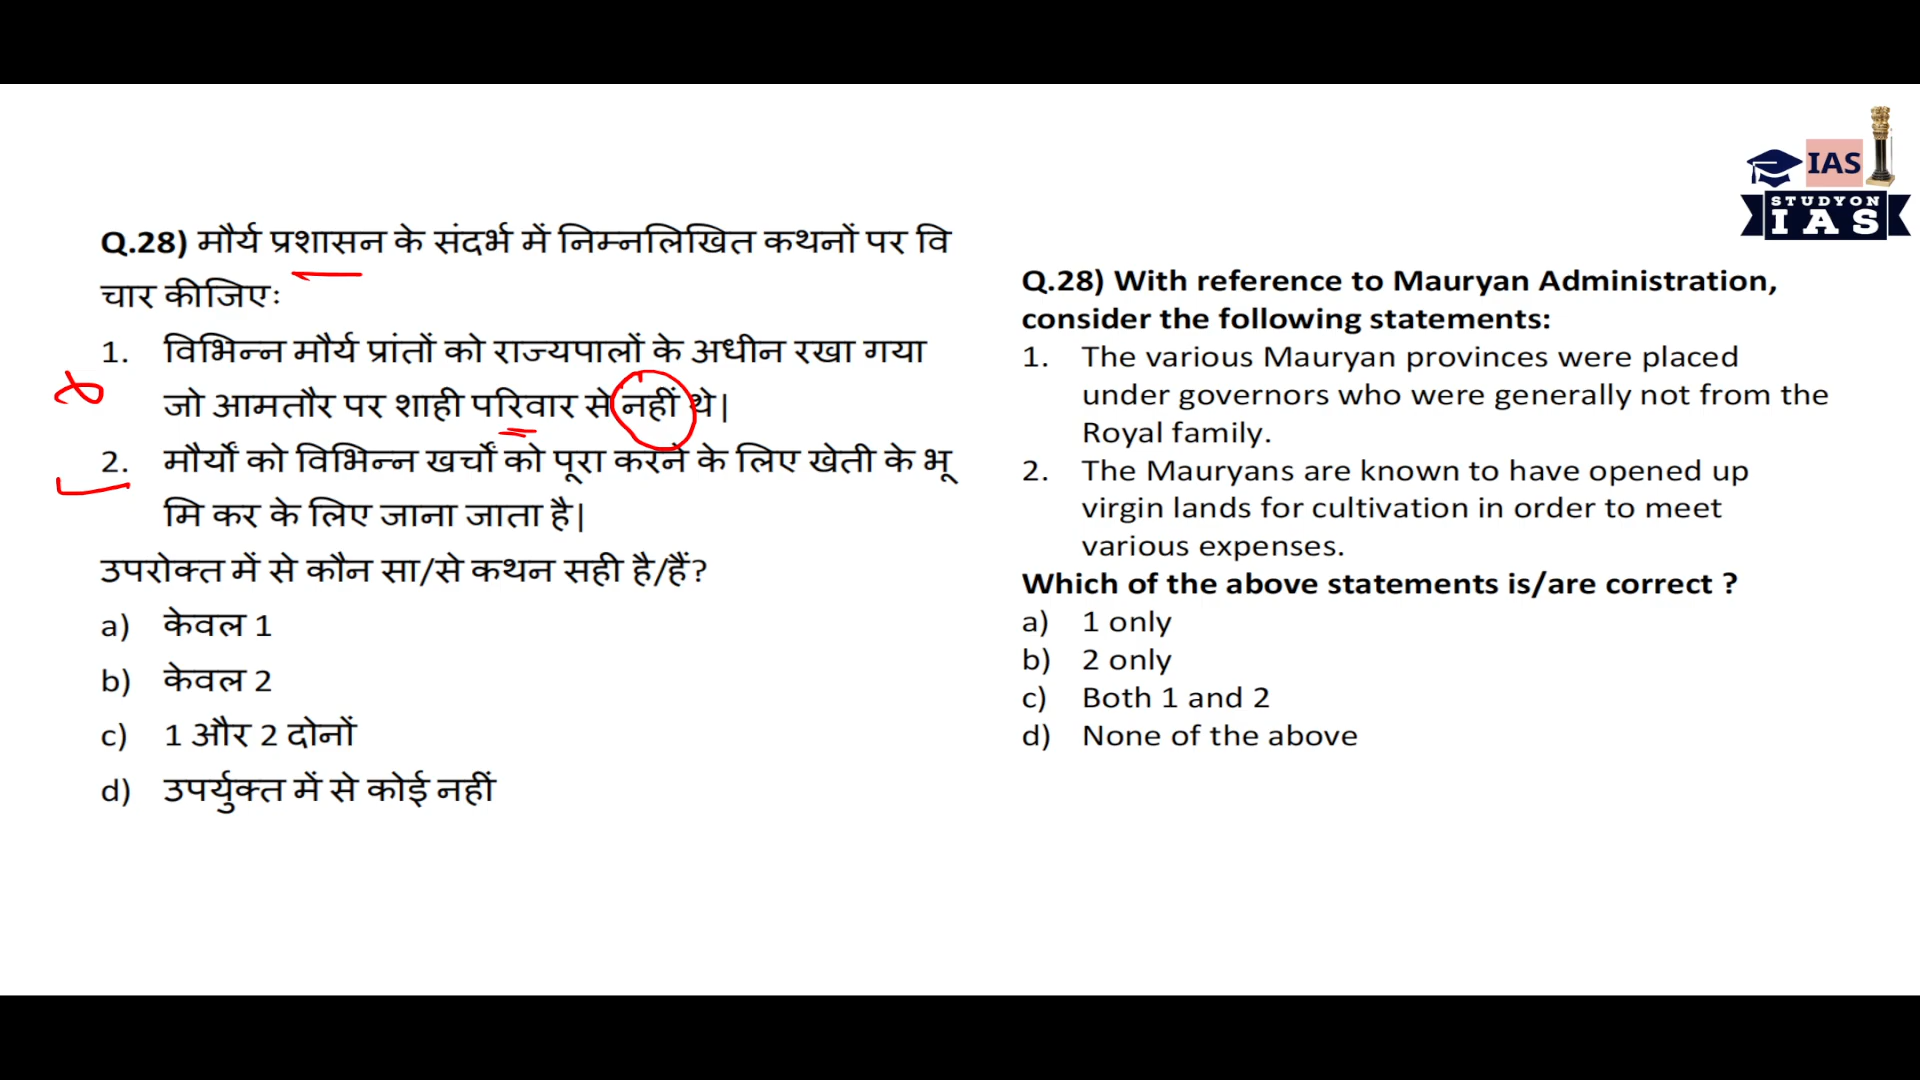 IAS
STUDYON
IAS
Q.28) मौर्य प्रशासन के संदर्भ में निम्नलिखित कथनों पर वि
चार कीजिएः
1. विभिन्न मौर्य प्रांतों को राज्यपालों के अधीन रखा गया
जो आमतौर पर शाही परिवार से नहीं थे|
2. मौर्यों को विभिन्न खर्चों को पूरा करने के लिए खेती के भू
मि कर के लिए जाना जाता है|
उपरोक्त में से कौन सा/से कथन सही है/हैं?
a) केवल 1
b) केवल 2
c) 1 और 2 दोनों
d) उपर्युक्त में से कोई नहीं
Q.28) With reference to Mauryan Administration,
consider the following statements:
1. The various Mauryan provinces were placed
under governors who were generally not from the
Royal family.
2. The Mauryans are known to have opened up
virgin lands for cultivation in order to meet
various expenses.
Which of the above statements is/are correct ?
a) 1 only
b) 2 only
c) Both 1 and 2
d) None of the above